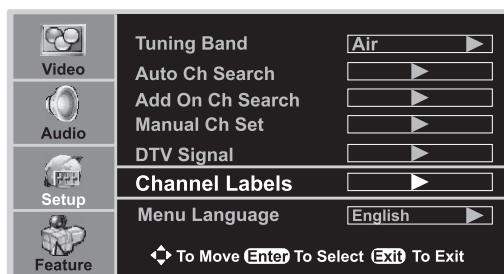 Video
Audio
Setup
Feature
Tuning Band Air
Auto Ch Search
Add On Ch Search
Manual Ch Set
DTV Signal
Channel Labels
Menu Language English
To Move Enter To Select Exit To Exit